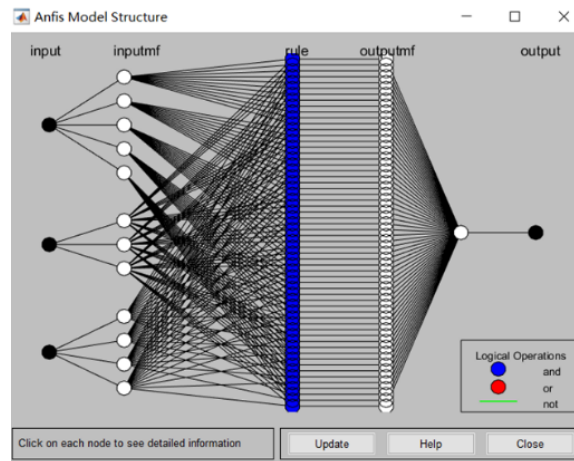 Anfis Model Structure
input inputmf rule outputmf output
Logical Operations
and
or
not
Click on each node to see detailed information Update Help Close